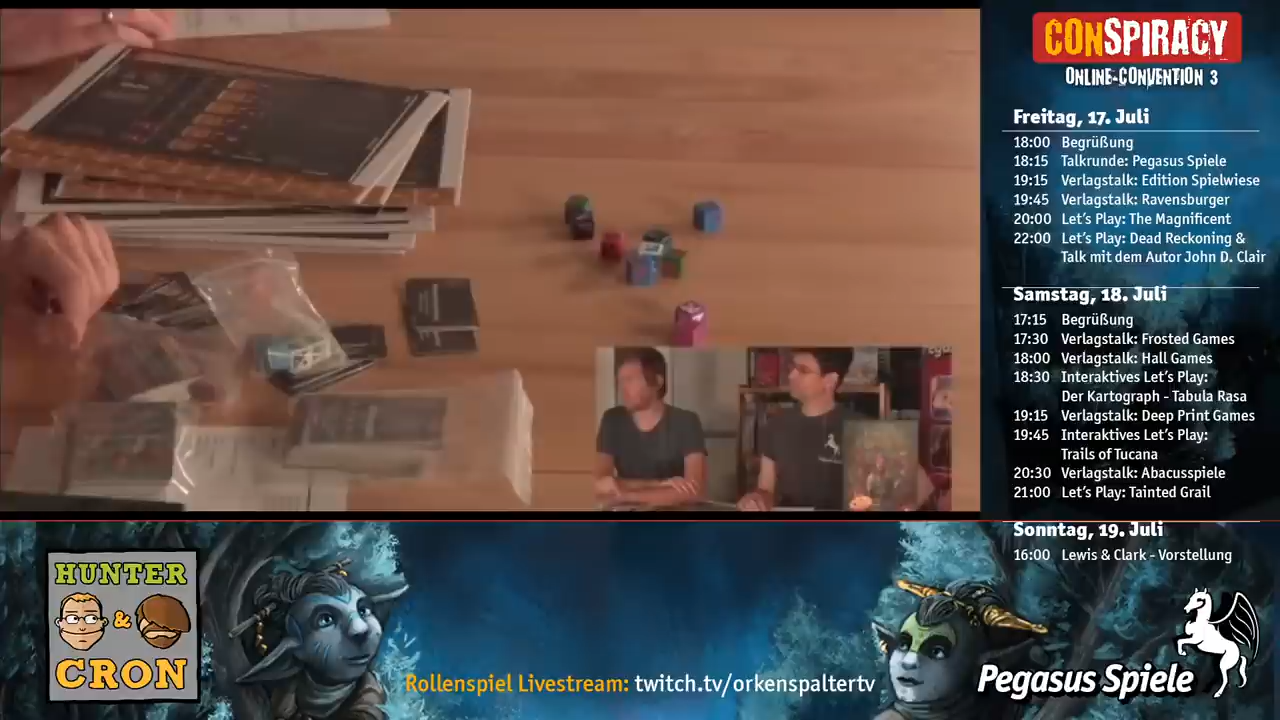 CONSPIRACY
ONLINE-CONVENTION 3
Freitag, 17. Juli
18:00 Begrüßung
18:15 Talkrunde: Pegasus Spiele
19:15 Verlagstalk: Edition Spielwiese
19:45 Verlagstalk: Ravensburger
20:00 Let's Play: The Magnificent
22:00 Let's Play: Dead Reckoning &
Talk mit dem Autor John D. Clair
Samstag, 18. Juli
17:15 Begrüßung
17:30 Verlagstalk: Frosted Games
18:00 Verlagstalk: Hall Games
18:30 Interaktives Let's Play:
Der Kartograph - Tabula Rasa
19:15 Verlagstalk: Deep Print Games
19:45 Interaktives Let's Play:
Trails of Tucana
20:30 Verlagstalk: Abacusspiele
21:00 Let's Play: Tainted Grail
Sonntag, 19. Juli
16:00 Lewis & Clark - Vorstellung
HUNTER
&
CRON
Rollenspiel Livestream: twitch.tv/orkenspaltertv
Pegasus Spiele